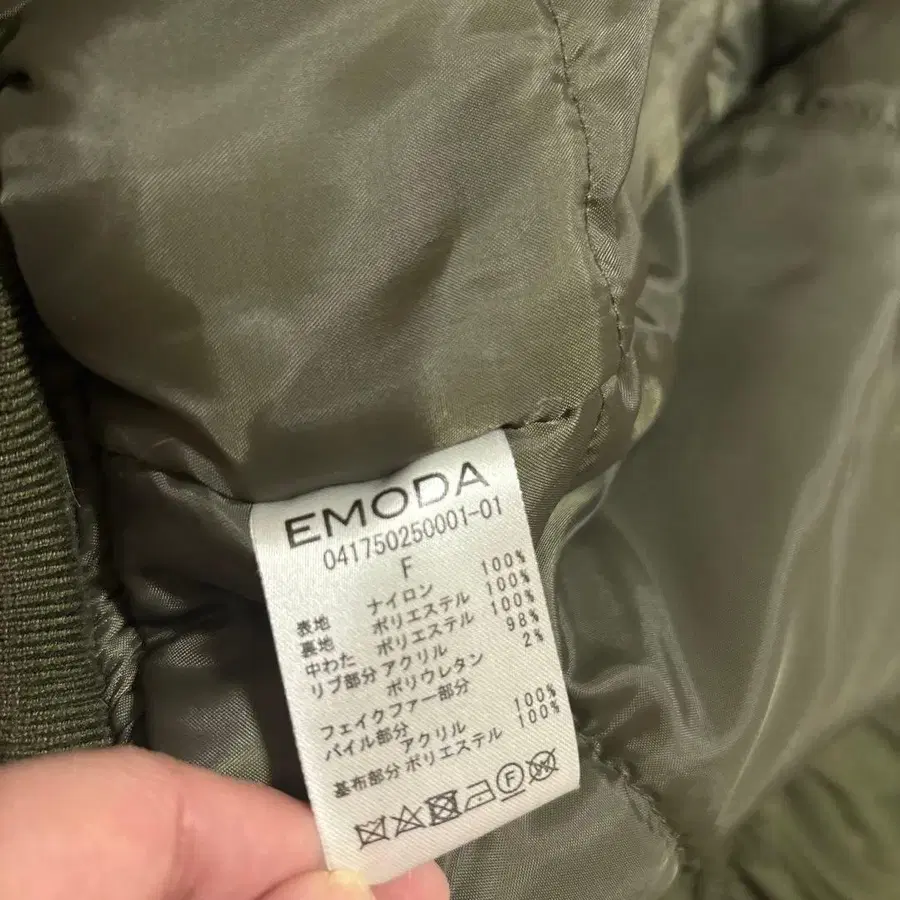 EMODA
041750250001-01
F
表地 ナイロン 100%
裏地 ポリエステル 100%
中わた ポリエステル 100%
リブ部分 アクリル 98%
ポリウレタン 2%
フェイクファー部分
パイル部分 アクリル 100%
基布部分 ポリエステル 100%
F W